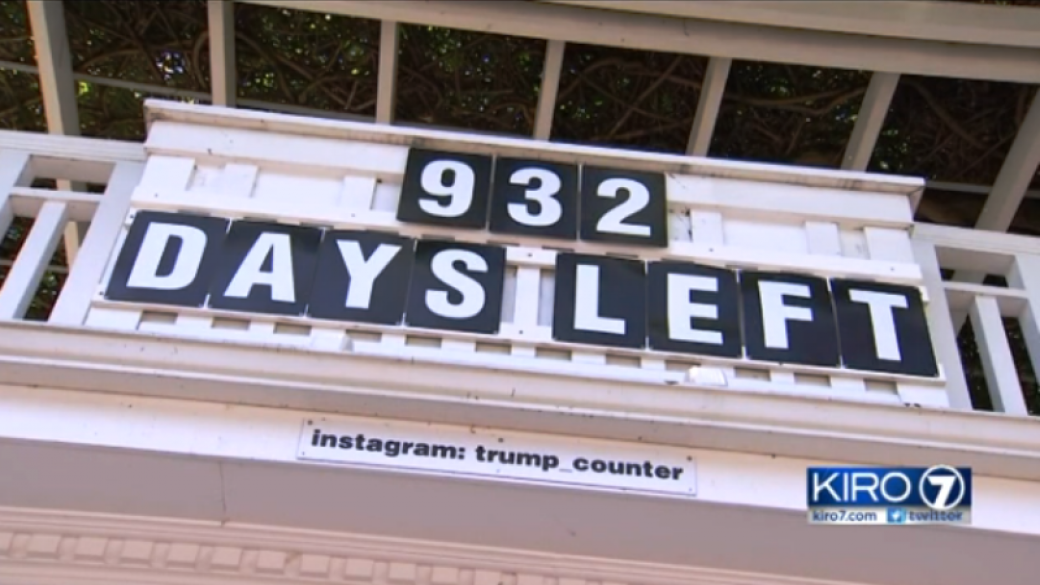 932
DAYS LEFT
instagram: trump_counter
KIRO 7
kiro7.com twitter